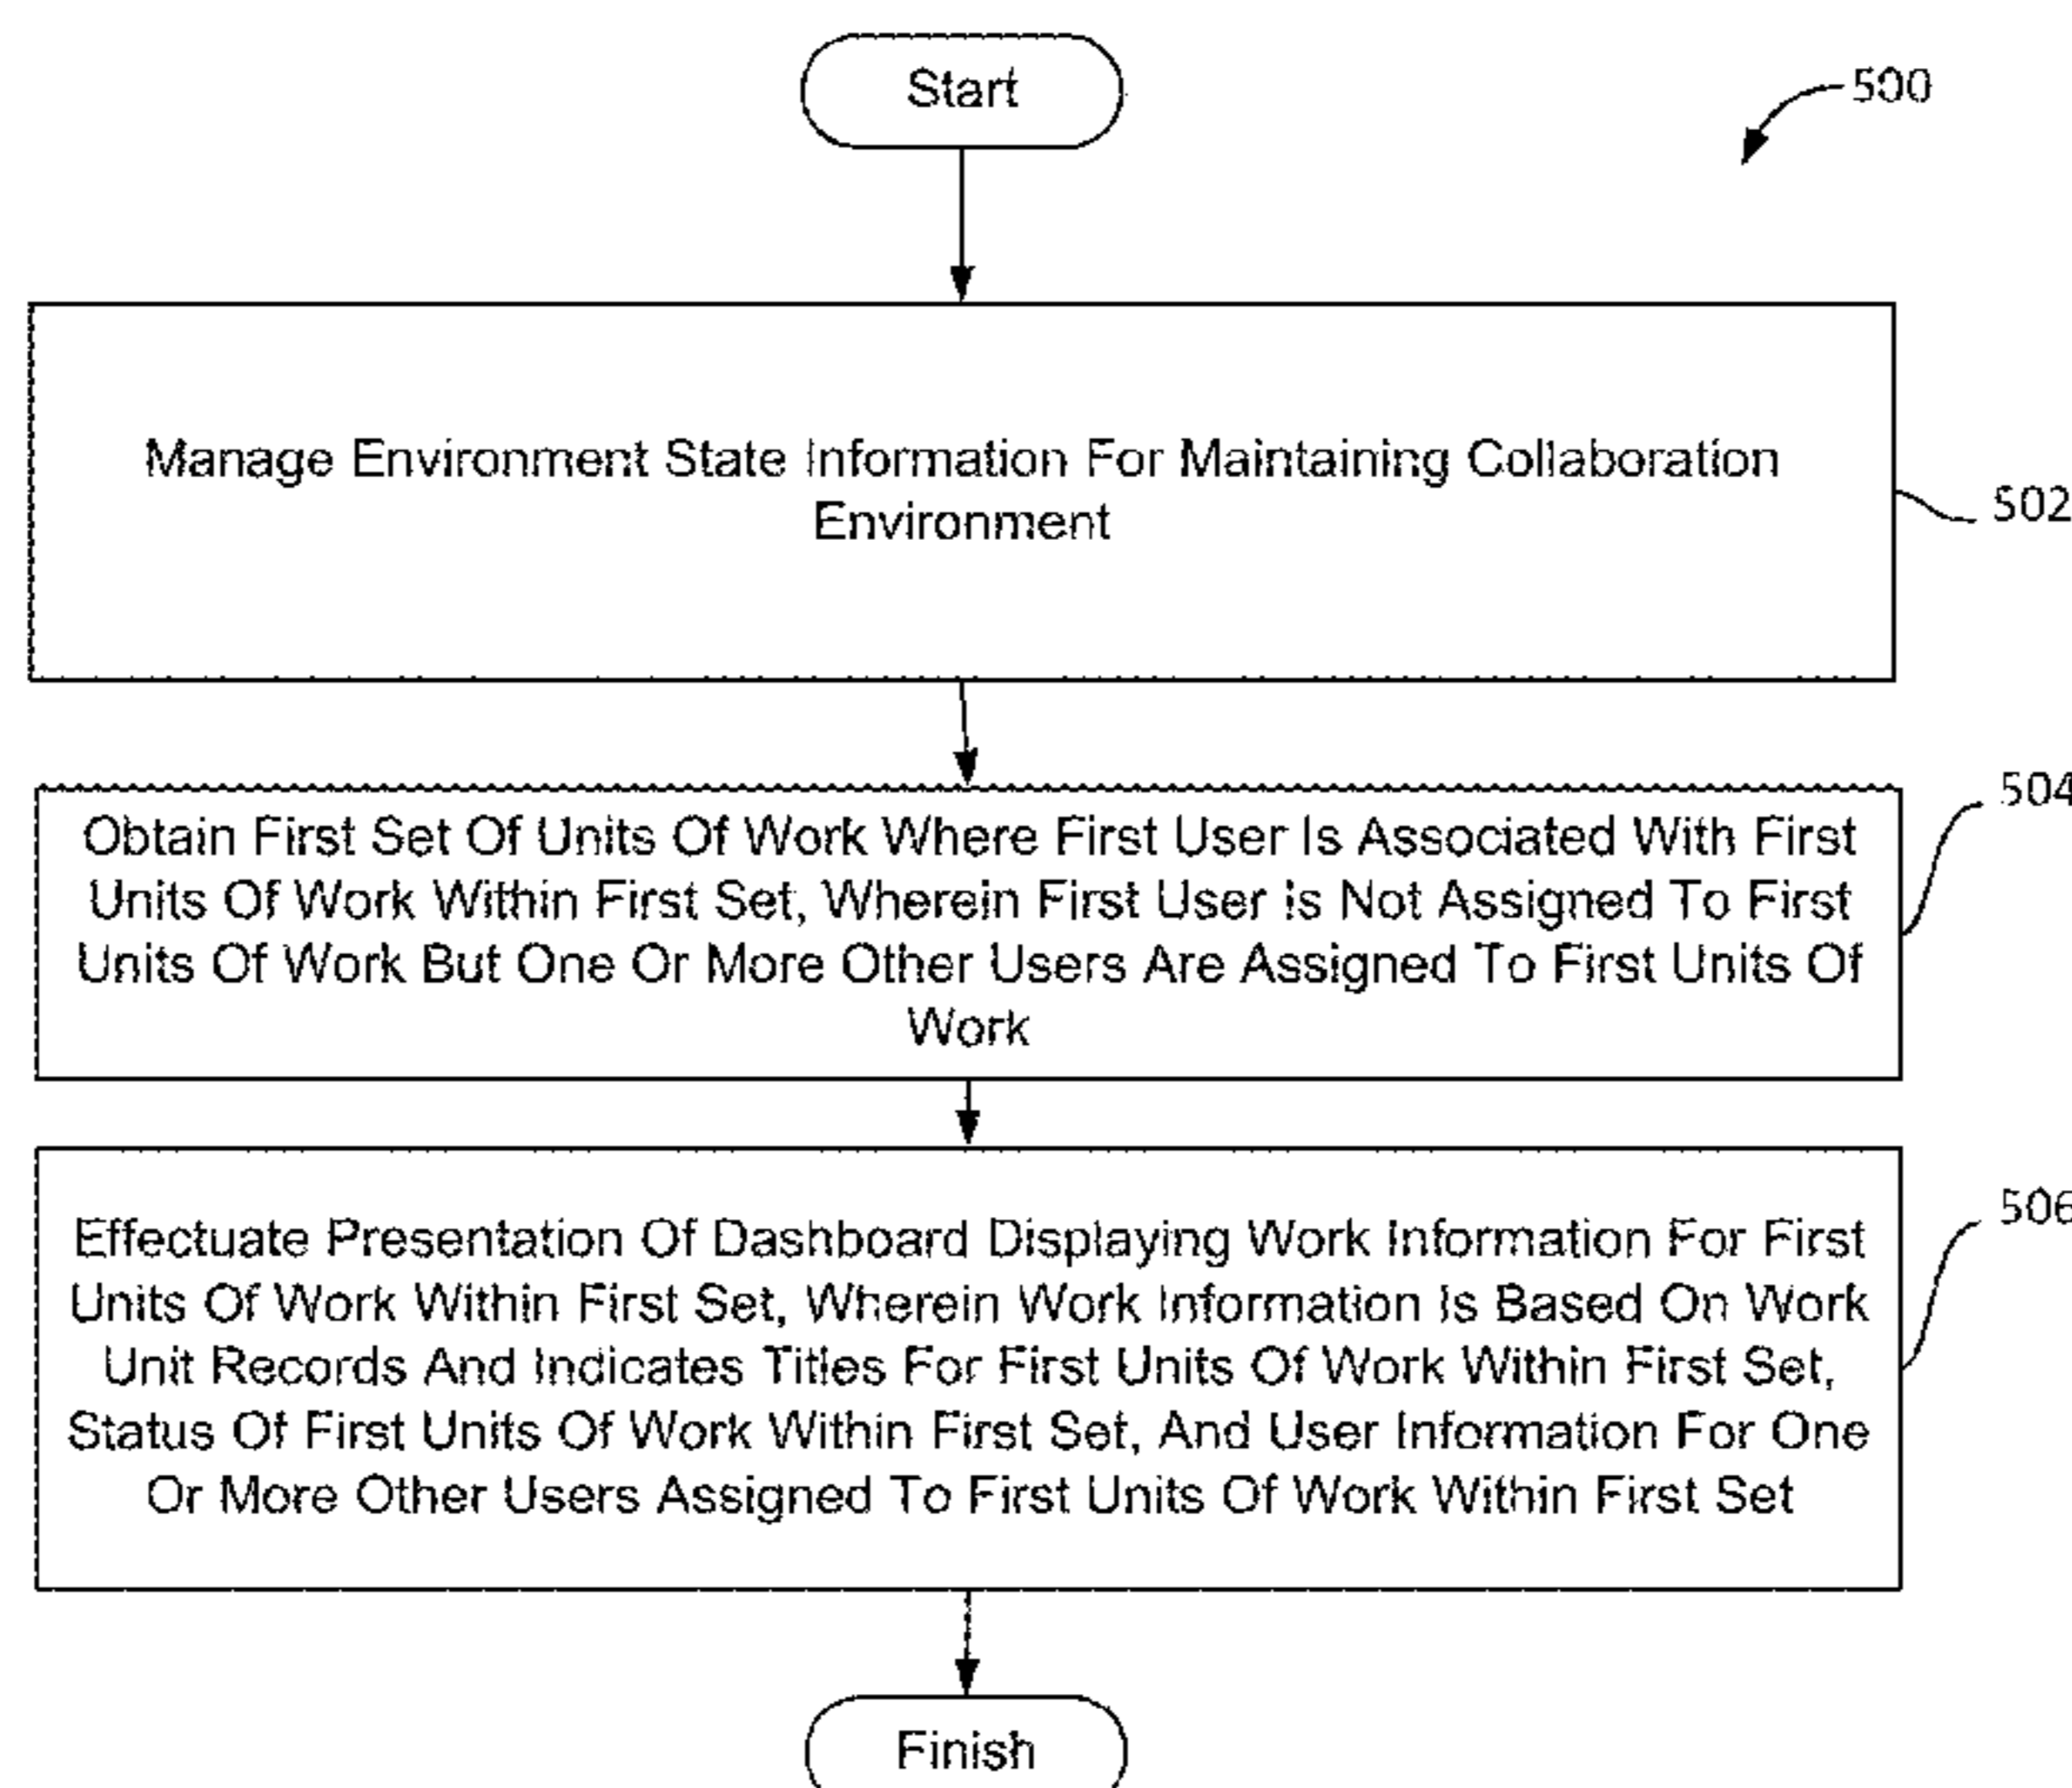 Start
500
Manage Environment State Information For Maintaining Collaboration
Environment
502
Obtain First Set Of Units Of Work Where First User Is Associated With First
Units Of Work Within First Set, Wherein First User Is Not Assigned To First
Units Of Work But One Or More Other Users Are Assigned To First Units Of
Work
504
Effectuate Presentation Of Dashboard Displaying Work Information For First
Units Of Work Within First Set, Wherein Work Information Is Based On Work
Unit Records And Indicates Titles For First Units Of Work Within First Set,
Status Of First Units Of Work Within First Set, And User Information For One
Or More Other Users Assigned To First Units Of Work Within First Set
506
Finish